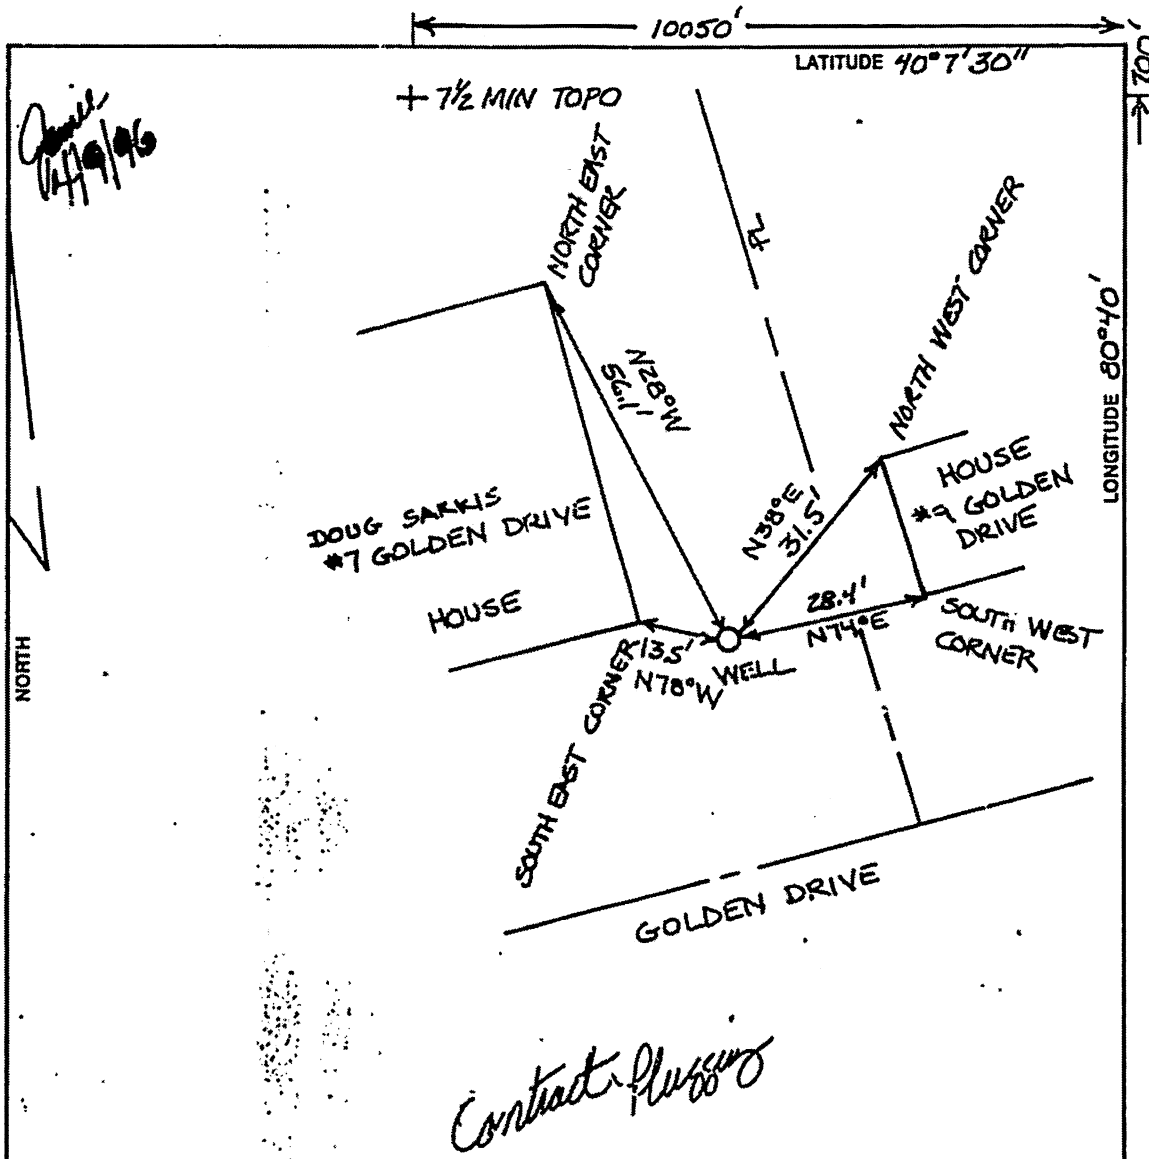 10050'
LATITUDE 40°7'30"
700'
+ 7½ MIN TOPO
NORTH EAST
CORNER
PL
NORTH WEST CORNER
LONGITUDE 80°40'
N28°W
56.1'
N38°E
31.5'
HOUSE
#9 GOLDEN
DRIVE
DOUG SARKIS
#7 GOLDEN DRIVE
HOUSE
28.4'
N74°E
SOUTH WEST
CORNER
13.5'
N78°W
WELL
SOUTH EAST CORNER
NORTH
GOLDEN DRIVE
Contract Plugging